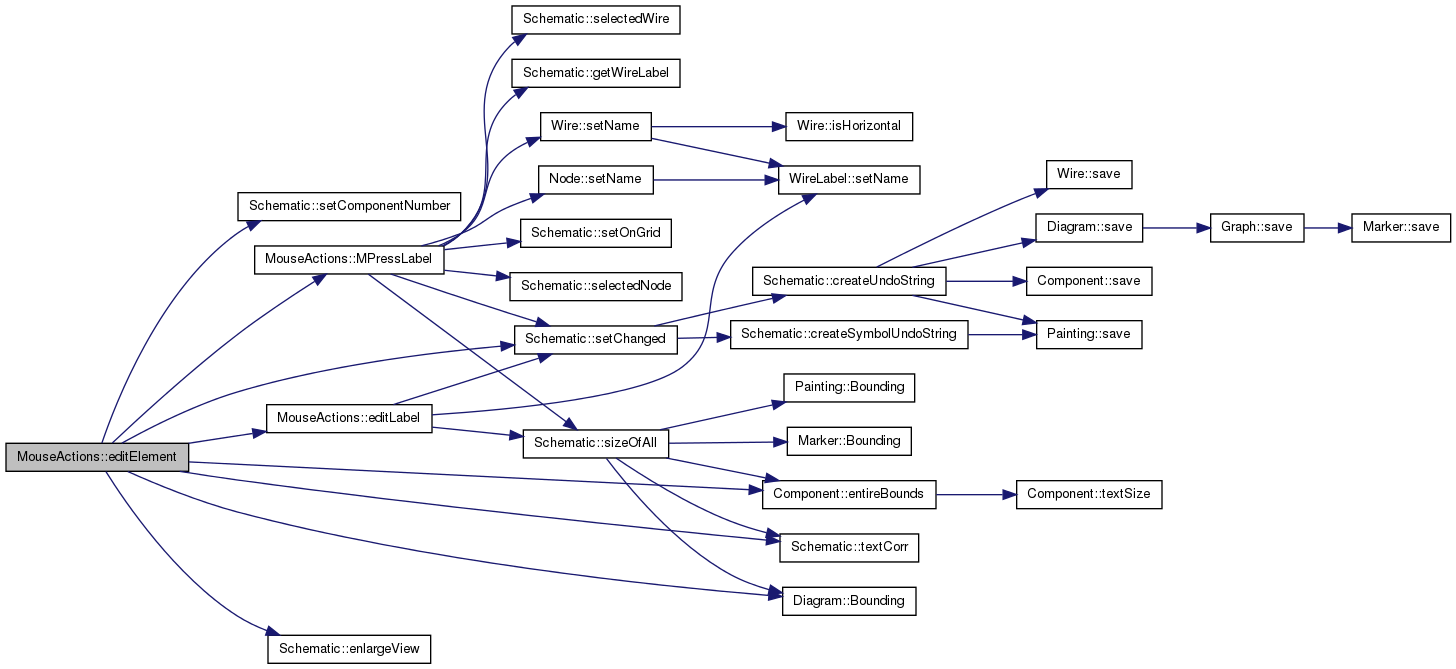 Schematic::selectedWire
Schematic::getWireLabel
Wire::setName
Wire::isHorizontal
Wire::save
Node::setName
WireLabel::setName
Schematic::setComponentNumber
Diagram::save
Graph::save
Marker::save
Schematic::setOnGrid
MouseActions::MPressLabel
Schematic::createUndoString
Component::save
Schematic::selectedNode
Schematic::setChanged
Schematic::createSymbolUndoString
Painting::save
Painting::Bounding
MouseActions::editLabel
Schematic::sizeOfAll
Marker::Bounding
MouseActions::editElement
Component::entireBounds
Component::textSize
Schematic::textCorr
Diagram::Bounding
Schematic::enlargeView